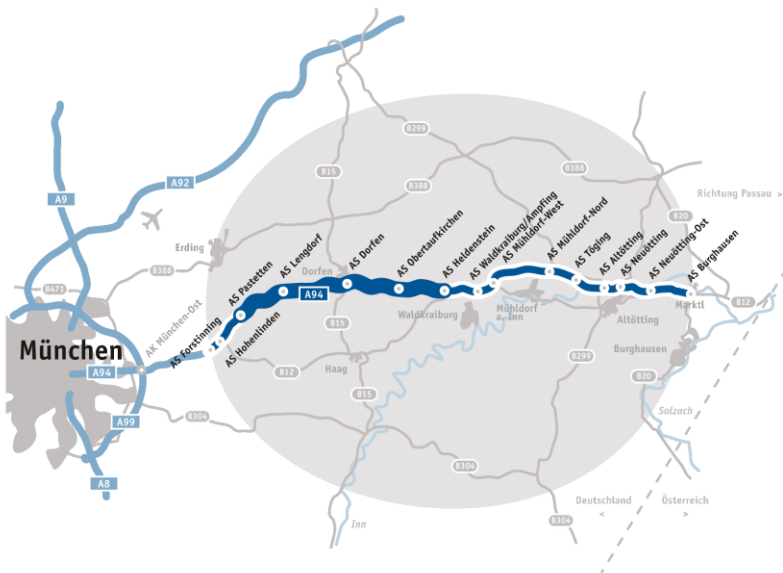 B299
A92
B15
B388
B388
A9
Richtung Passau
B20
Erding
B388
B471
AK München-Ost
AS Forstinning
AS Hohenlinden
AS Pastetten
AS Lengdorf
Dorfen
AS Dorfen
AS Obertaufkirchen
AS Heldenstein
AS Waldkraiburg/Ampfing
AS Mühldorf-West
AS Mühldorf-Nord
AS Töging
AS Altötting
AS Neuötting
AS Neuötting-Ost
AS Burghausen
A94
Marktl
B12
Waldkraiburg
Mühldorf
a. Inn
Altötting
B15
München
Burghausen
Haag
B299
A94
B12
B20
B15
A99
B304
Salzach
B304
A8
Deutschland
Österreich
Inn
B304